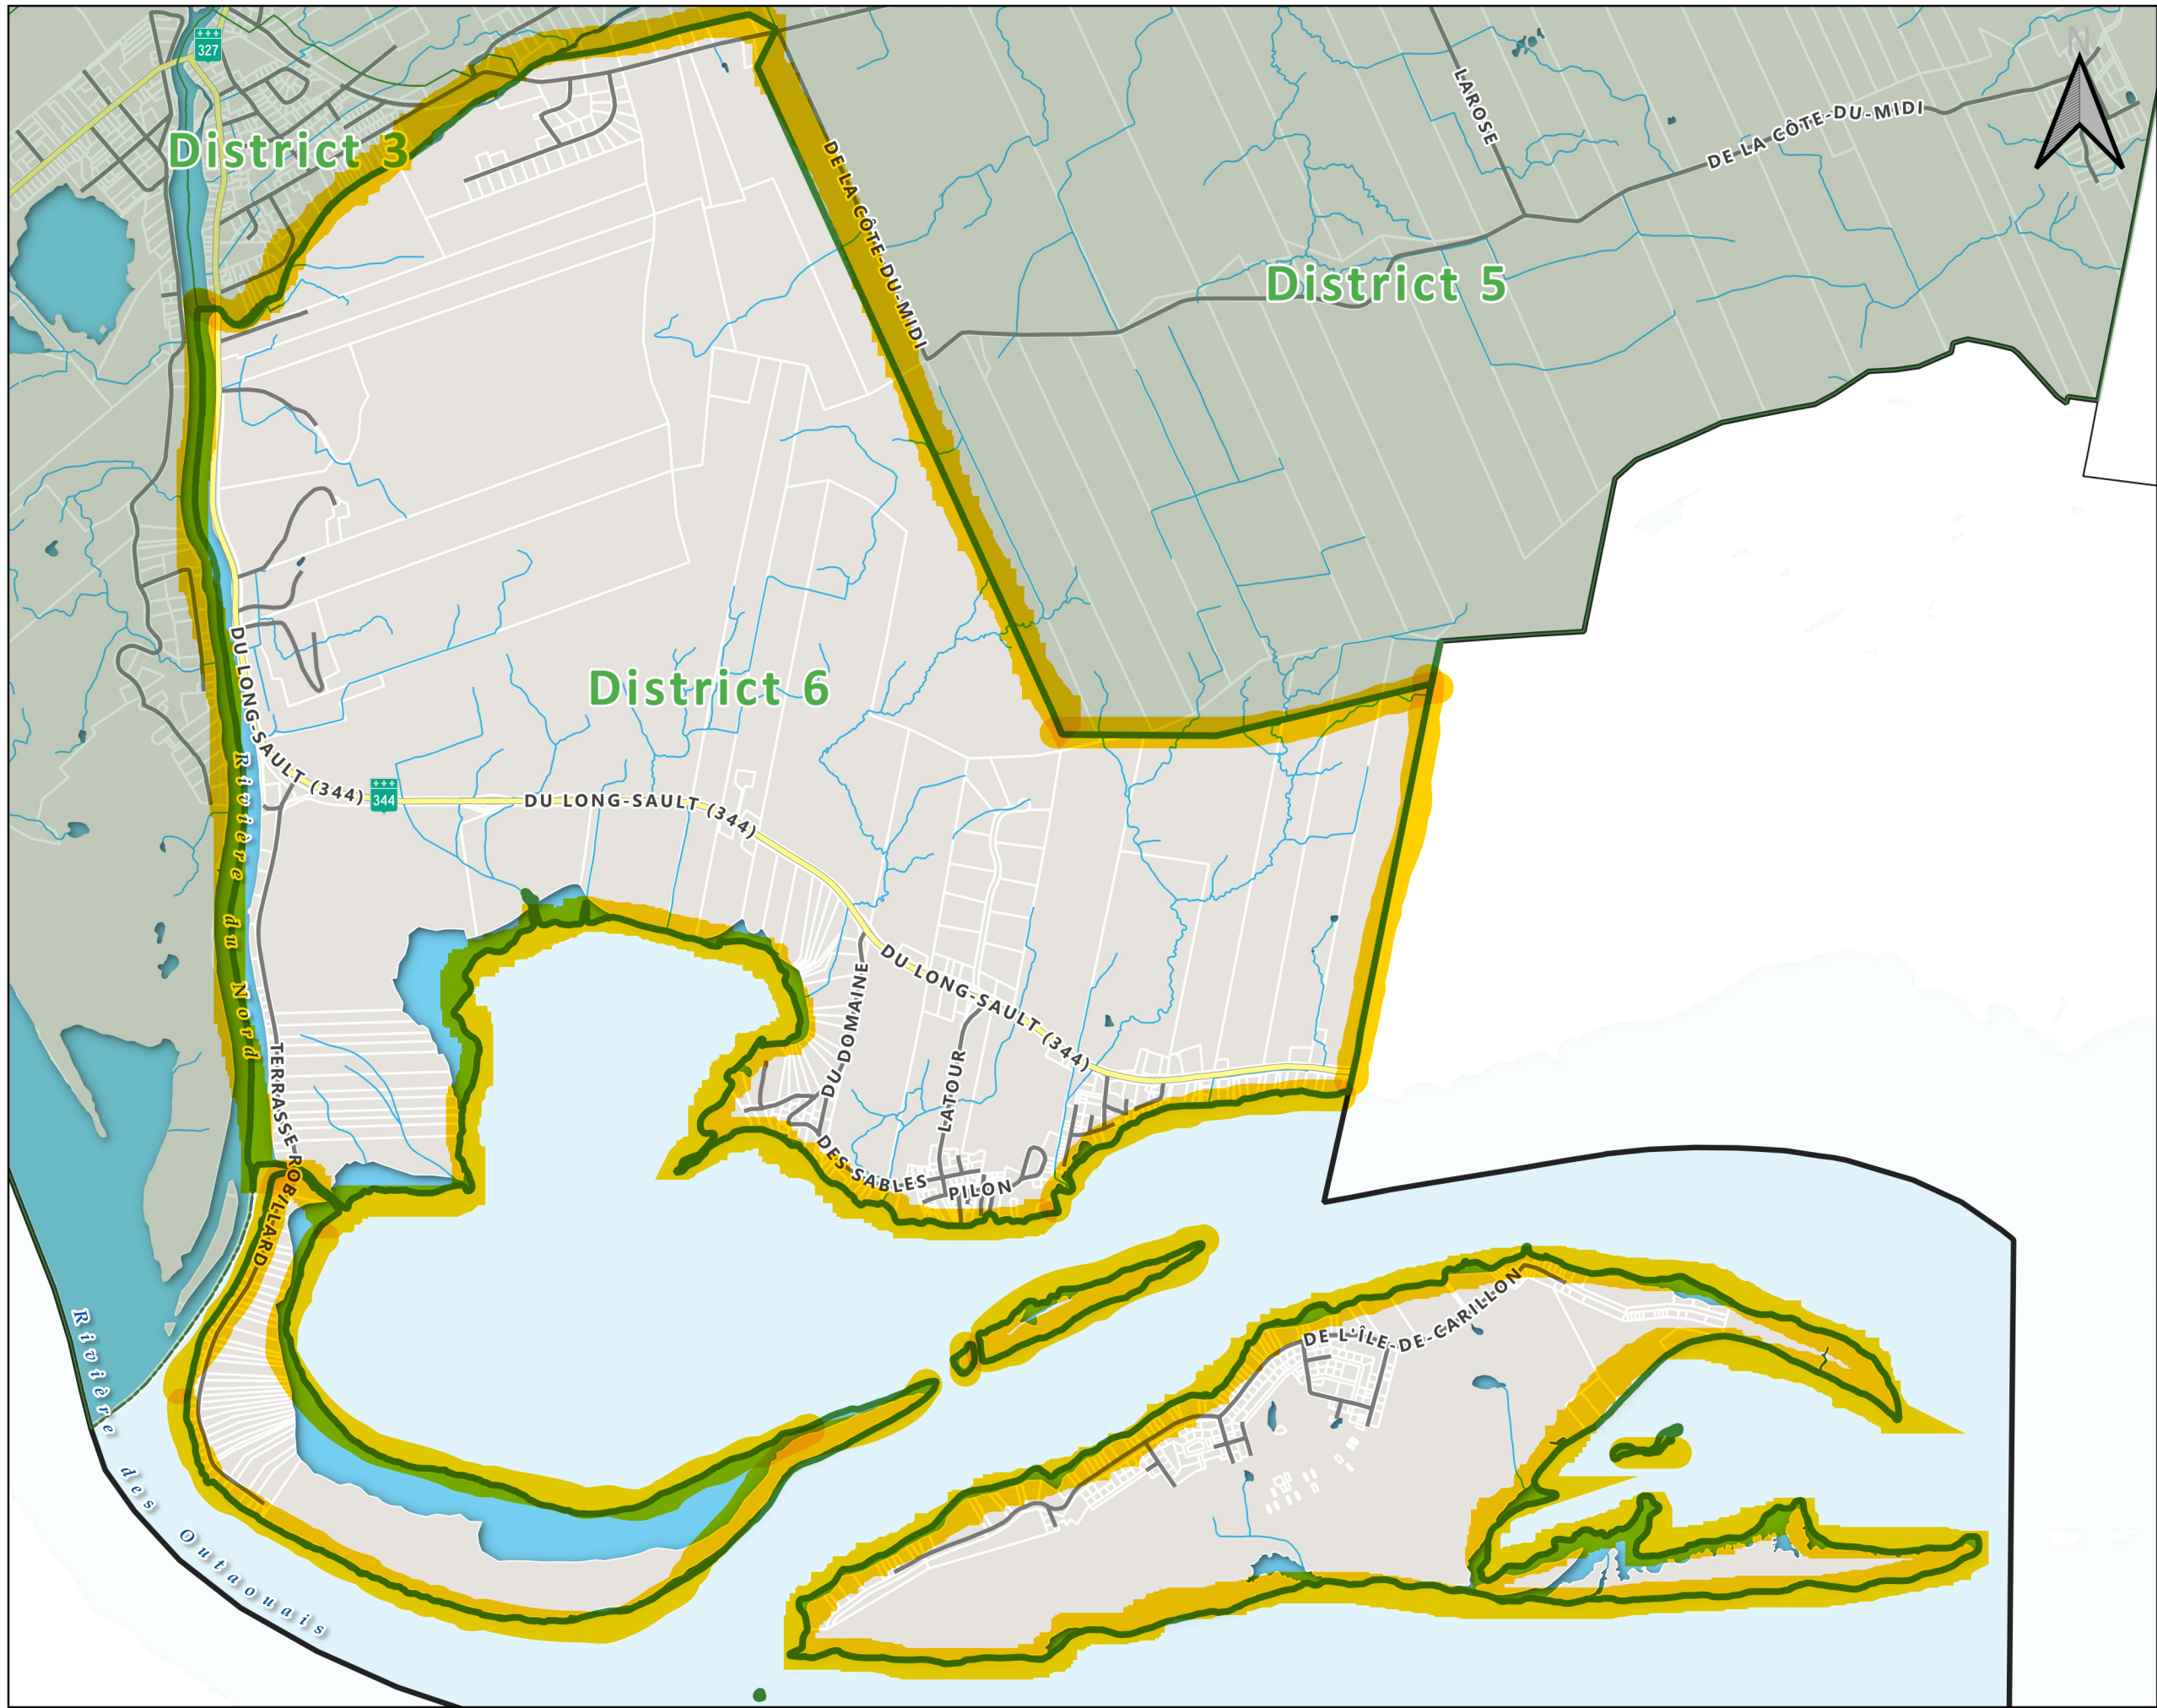 327
N
LAROSE
DE LA CÔTE-DU-MIDI
District 3
DE LA CÔTE-DU-MIDI
District 5
DU LONG-SAULT (344)
District 6
Rivière du Nord
344
DU LONG-SAULT (344)
DU LONG-SAULT (344)
DU DOMAINE
LATOUR
TERRASSE ROBILLARD
DES SABLES
PILON
DE L'ÎLE-DE-CARILLON
Rivière des Outaouais